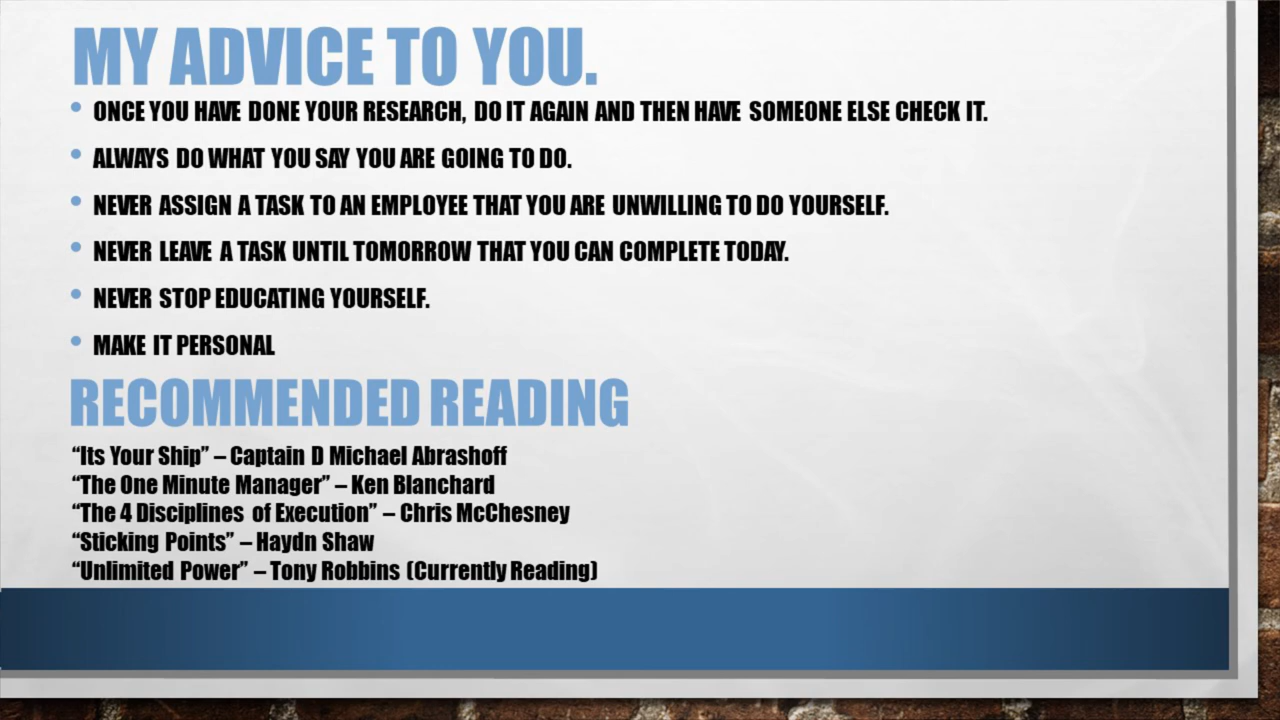 MY ADVICE TO YOU.
• ONCE YOU HAVE DONE YOUR RESEARCH, DO IT AGAIN AND THEN HAVE SOMEONE ELSE CHECK IT.
• ALWAYS DO WHAT YOU SAY YOU ARE GOING TO DO.
• NEVER ASSIGN A TASK TO AN EMPLOYEE THAT YOU ARE UNWILLING TO DO YOURSELF.
• NEVER LEAVE A TASK UNTIL TOMORROW THAT YOU CAN COMPLETE TODAY.
• NEVER STOP EDUCATING YOURSELF.
• MAKE IT PERSONAL
RECOMMENDED READING
“Its Your Ship” – Captain D Michael Abrashoff
“The One Minute Manager” – Ken Blanchard
“The 4 Disciplines of Execution” – Chris McChesney
“Sticking Points” – Haydn Shaw
“Unlimited Power” – Tony Robbins (Currently Reading)